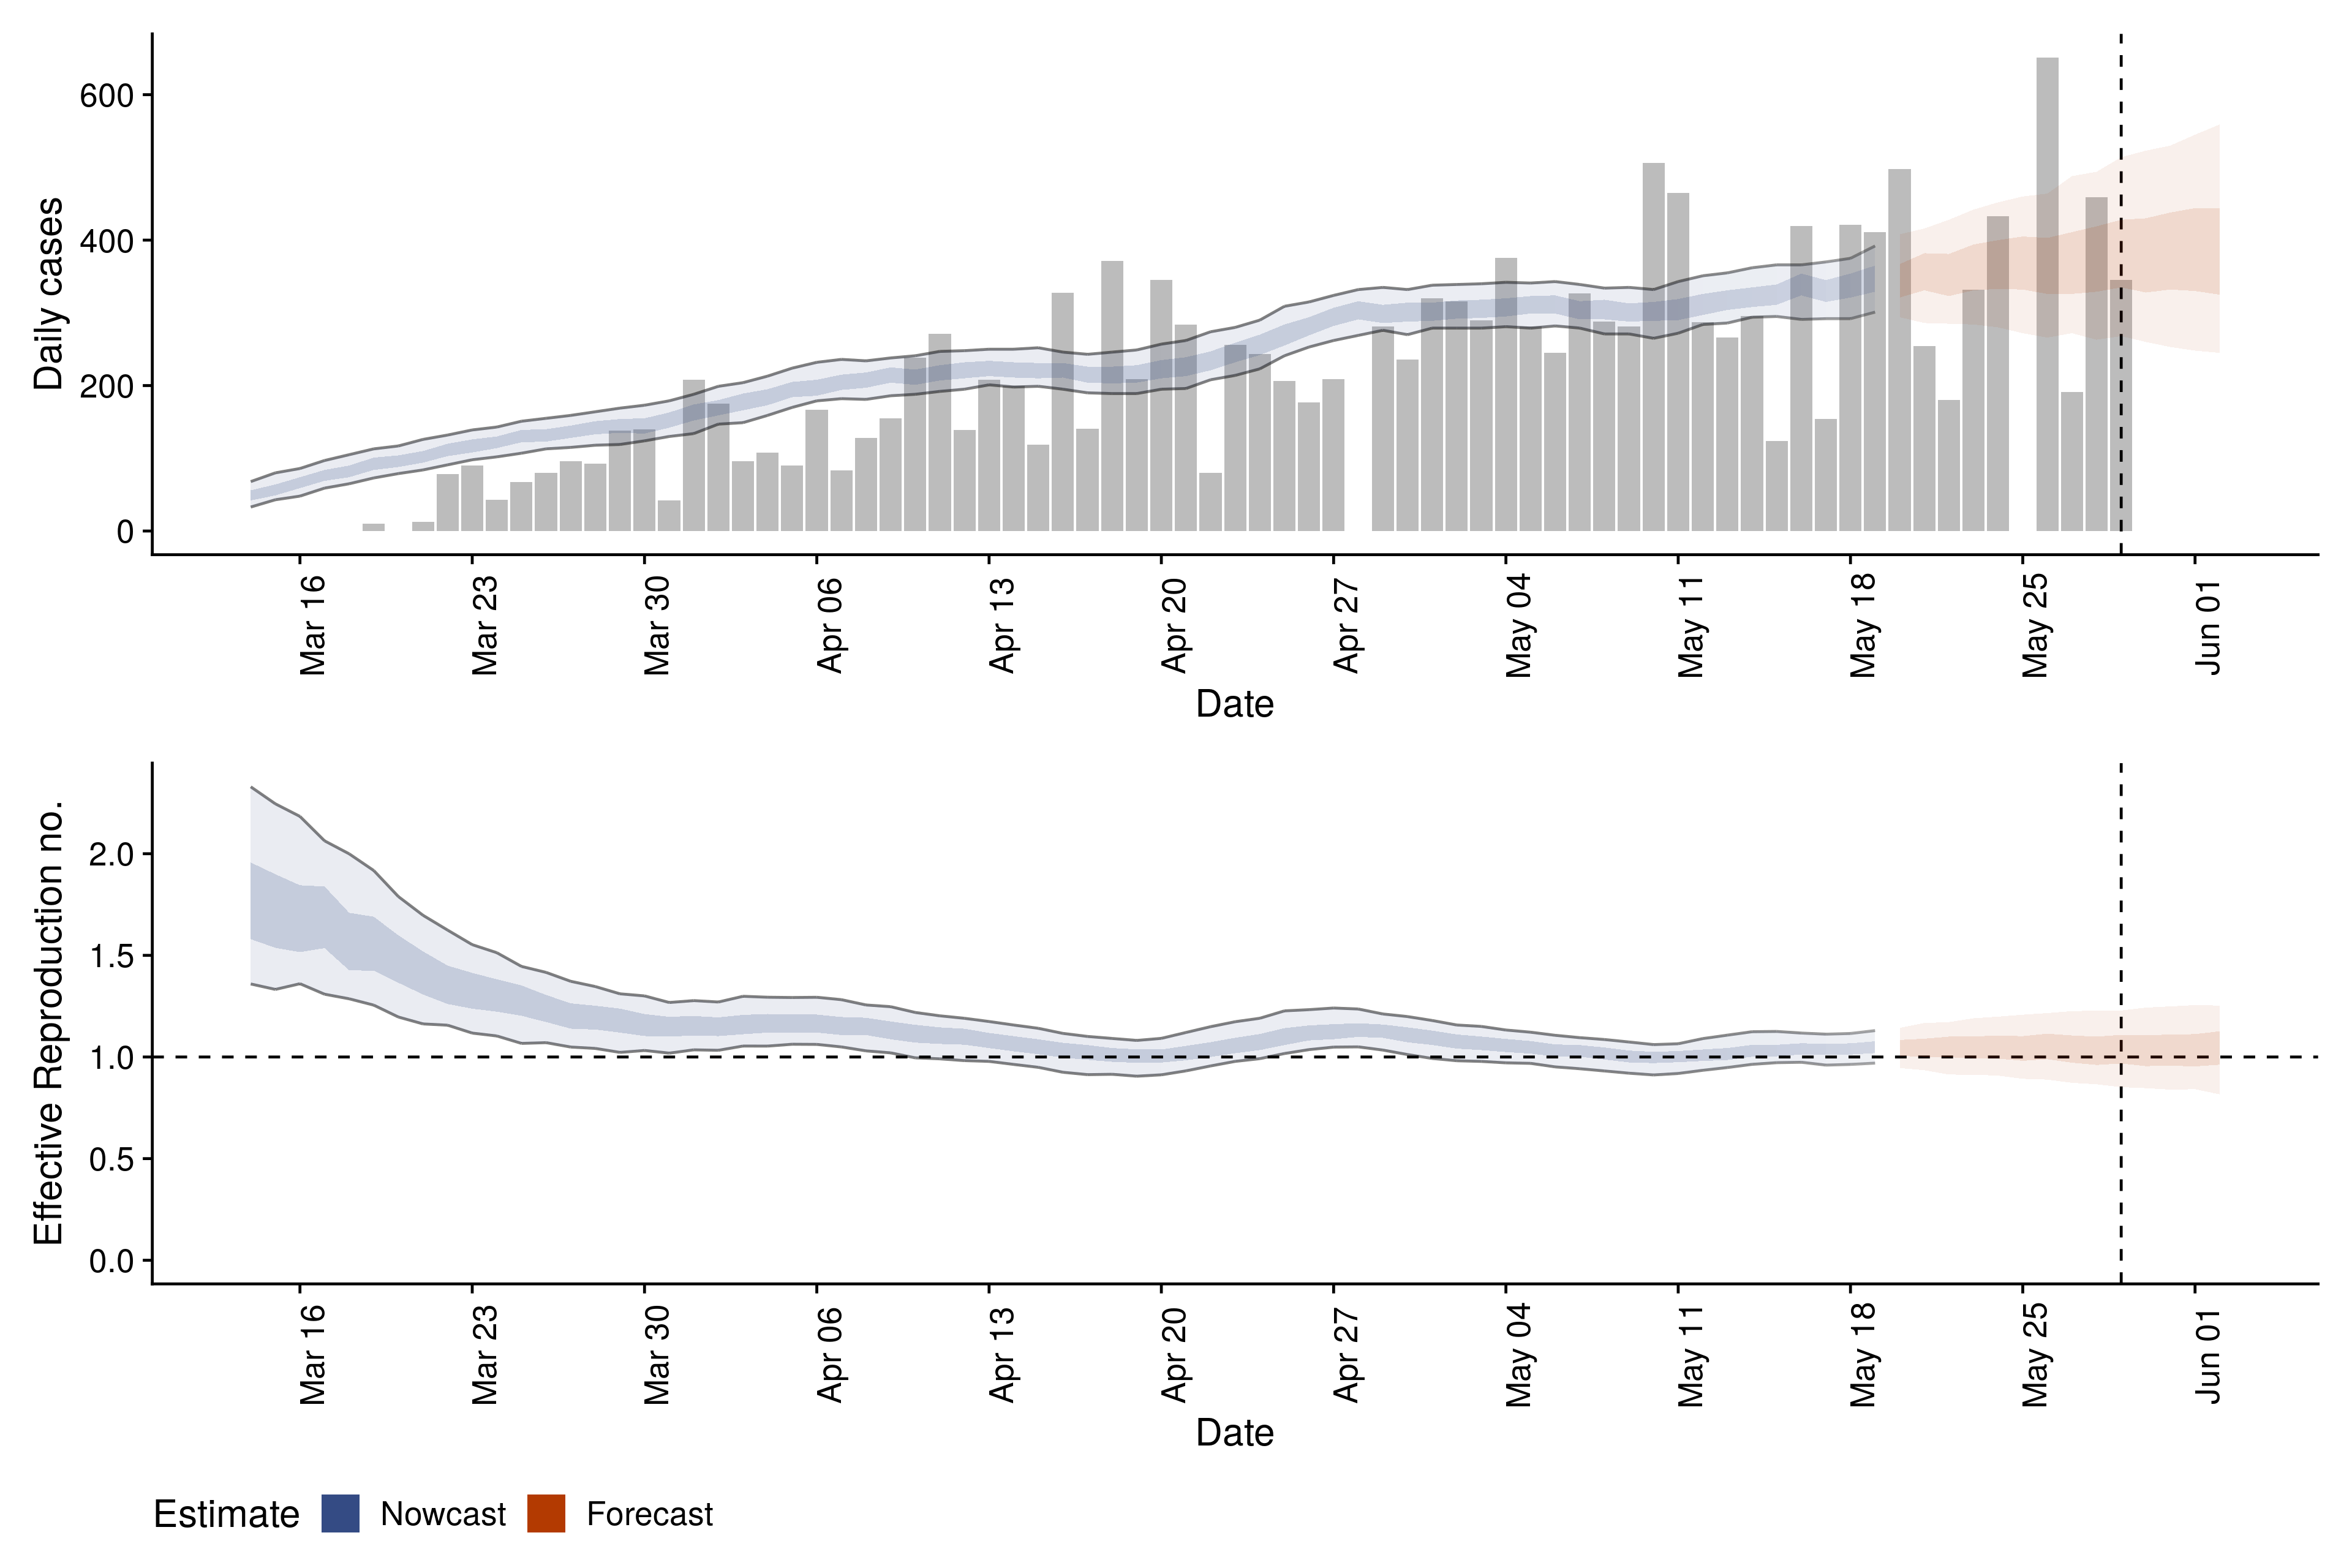 Daily cases
600
400
200
0
Mar 16
Mar 23
Mar 30
Apr 06
Apr 13
Apr 20
Apr 27
May 04
May 11
May 18
May 25
Jun 01
Date
Effective Reproduction no.
2.0
1.5
1.0
0.5
0.0
Mar 16
Mar 23
Mar 30
Apr 06
Apr 13
Apr 20
Apr 27
May 04
May 11
May 18
May 25
Jun 01
Date
Estimate Nowcast Forecast